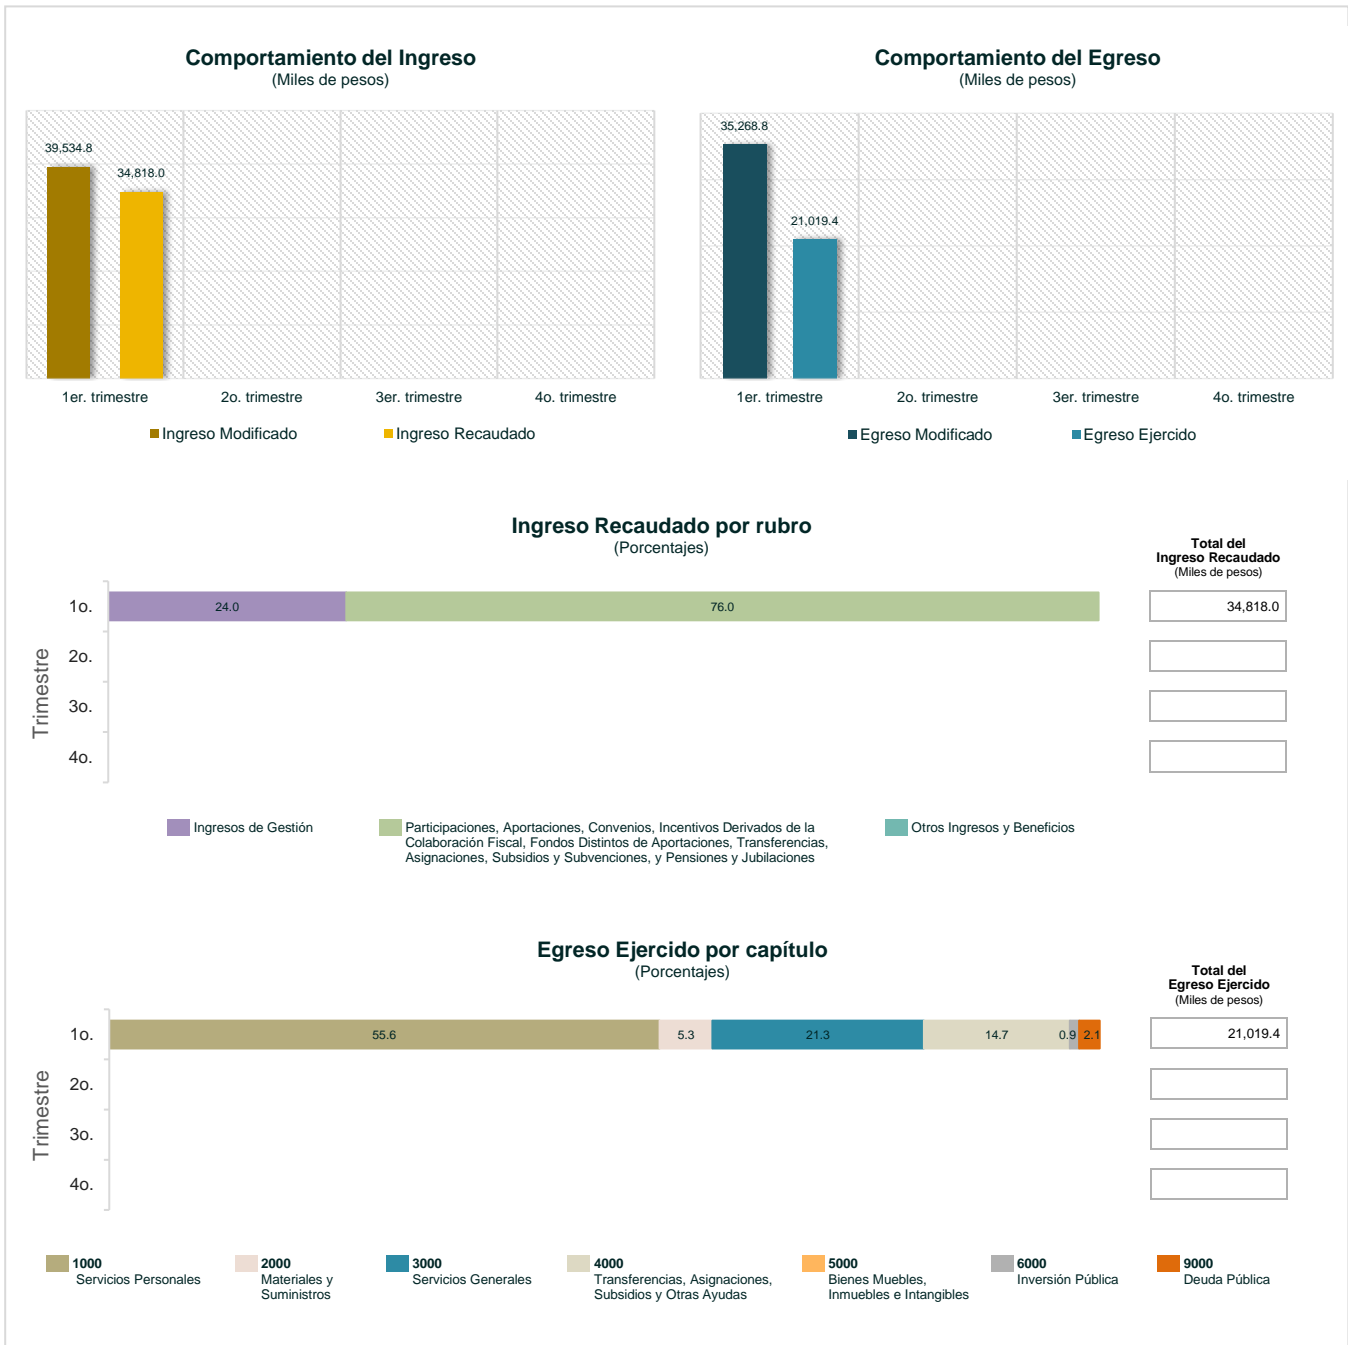 Comportamiento del Ingreso
(Miles de pesos)
39,534.8
34,818.0
1er. trimestre
2o. trimestre
3er. trimestre
4o. trimestre
Ingreso Modificado
Ingreso Recaudado
Comportamiento del Egreso
(Miles de pesos)
35,268.8
21,019.4
1er. trimestre
2o. trimestre
3er. trimestre
4o. trimestre
Egreso Modificado
Egreso Ejercido
Ingreso Recaudado por rubro
(Porcentajes)
Total del
Ingreso Recaudado
(Miles de pesos)
Trimestre
1o.
24.0
76.0
34,818.0
2o.
3o.
4o.
Ingresos de Gestión
Participaciones, Aportaciones, Convenios, Incentivos Derivados de la
Colaboración Fiscal, Fondos Distintos de Aportaciones, Transferencias,
Asignaciones, Subsidios y Subvenciones, y Pensiones y Jubilaciones
Otros Ingresos y Beneficios
Egreso Ejercido por capítulo
(Porcentajes)
Total del
Egreso Ejercido
(Miles de pesos)
Trimestre
1o.
55.6
5.3
21.3
14.7
0.9
2.1
21,019.4
2o.
3o.
4o.
1000
Servicios Personales
2000
Materiales y
Suministros
3000
Servicios Generales
4000
Transferencias, Asignaciones,
Subsidios y Otras Ayudas
5000
Bienes Muebles,
Inmuebles e Intangibles
6000
Inversión Pública
9000
Deuda Pública